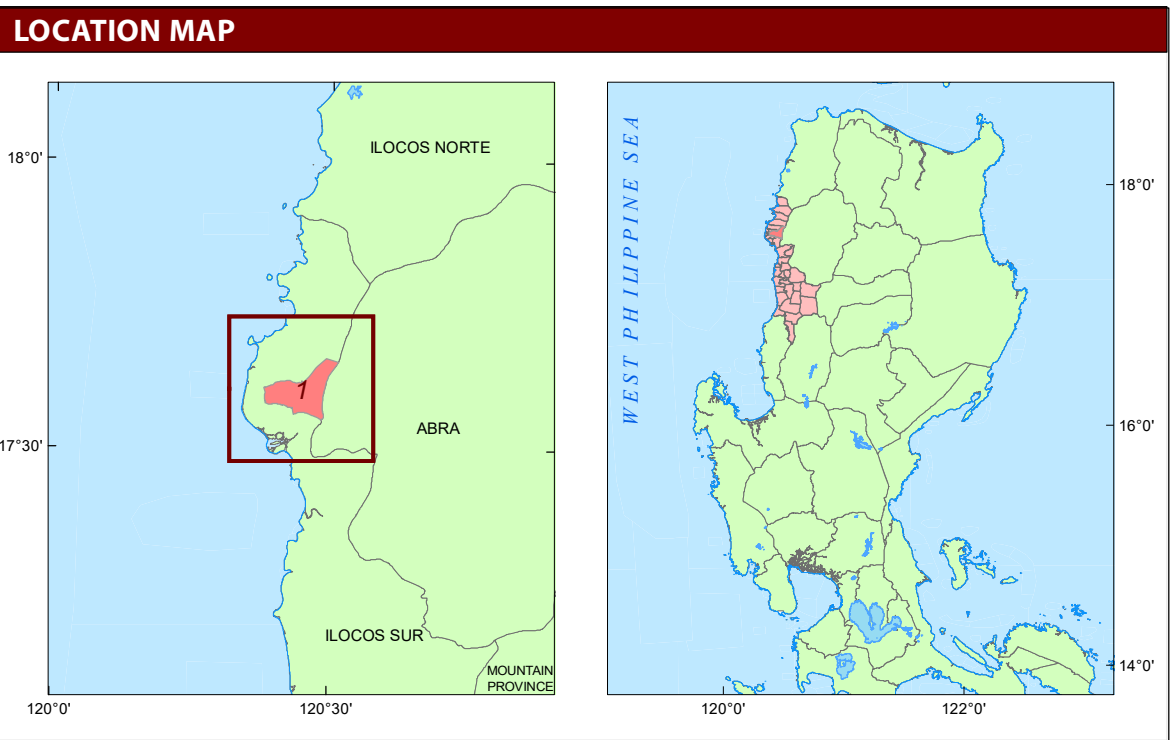 LOCATION MAP
18°0'
17°30'
120°0'
120°30'
ILOCOS NORTE
1
ABRA
ILOCOS SUR
MOUNTAIN
PROVINCE
WEST PHILIPPINE SEA
18°0'
16°0'
14°0'
120°0'
122°0'